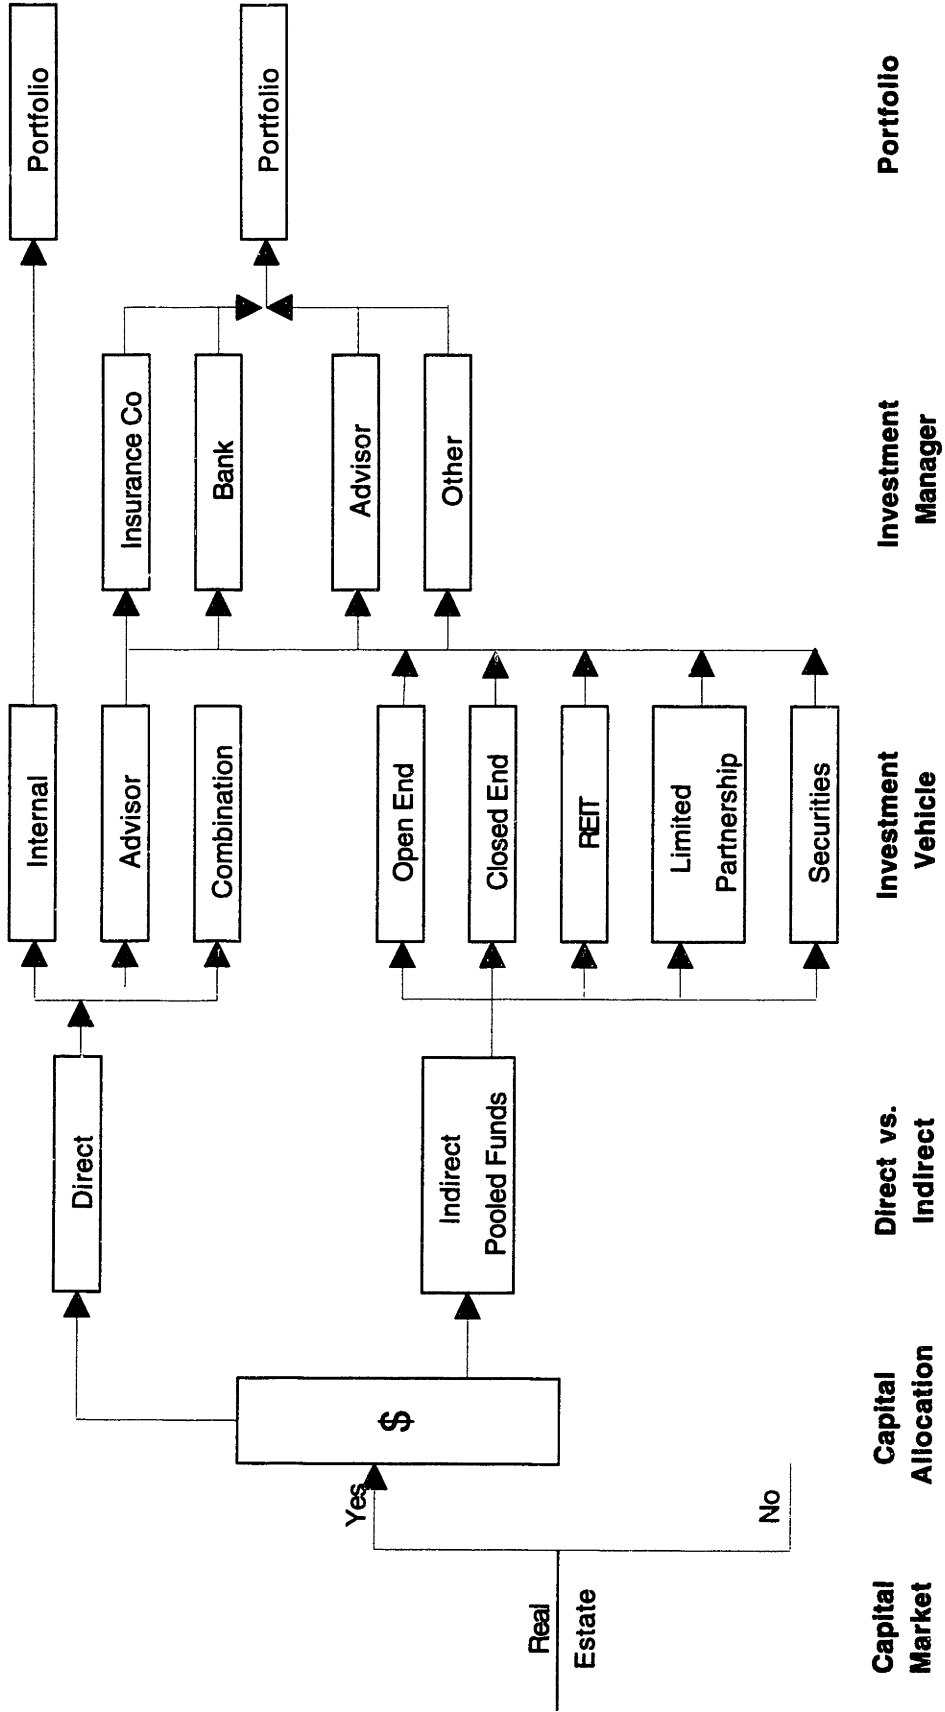 Portfolio
Portfolio
Insurance Co
Bank
Advisor
Other
Internal
Advisor
Combination
Open End
Closed End
REIT
Limited
Partnership
Securities
Direct
Indirect
Pooled Funds
$
Yes
No
Real
Estate
Capital
Market
Capital
Allocation
Direct vs.
Indirect
Investment
Vehicle
Investment
Manager
Portfolio